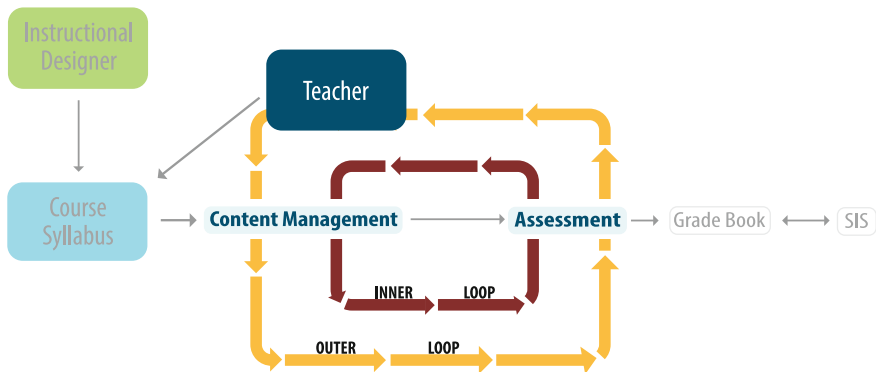 Instructional
Designer
Teacher
Course
Syllabus
Content Management
Assessment
Grade Book
SIS
INNER LOOP
OUTER LOOP